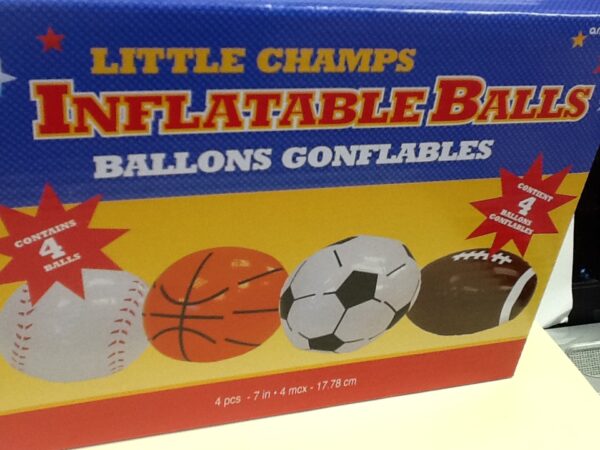 LITTLE CHAMPS
INFLATABLE BALLS
BALLONS GONFLABLES
CONTAINS
4
BALLS
CONTIENT
4
BALLONS
GONFLABLES
4 pcs - 7 in • 4 mcx - 17.78 cm